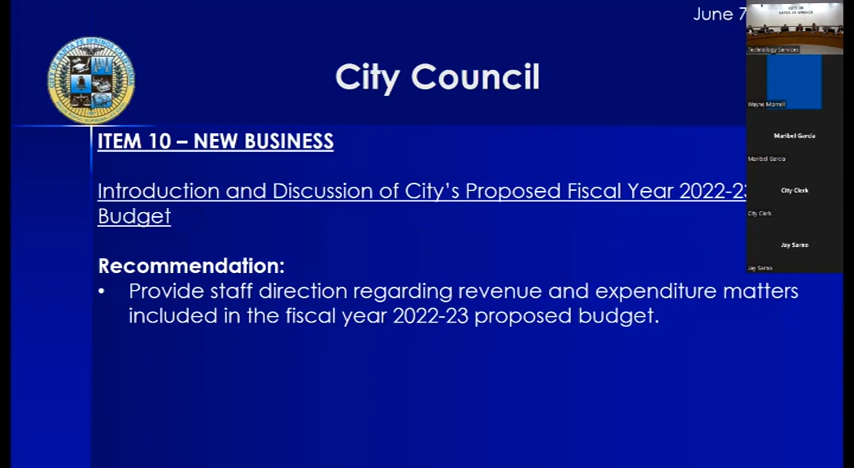 June 7
City Council
ITEM 10 – NEW BUSINESS
Introduction and Discussion of City's Proposed Fiscal Year 2022-23
Budget
Recommendation:
• Provide staff direction regarding revenue and expenditure matters
included in the fiscal year 2022-23 proposed budget.
Technology Services
Wayne Morrell
Maribel Garcia
Maribel Garcia
City Clerk
City Clerk
Jay Sarno
Jay Sarno